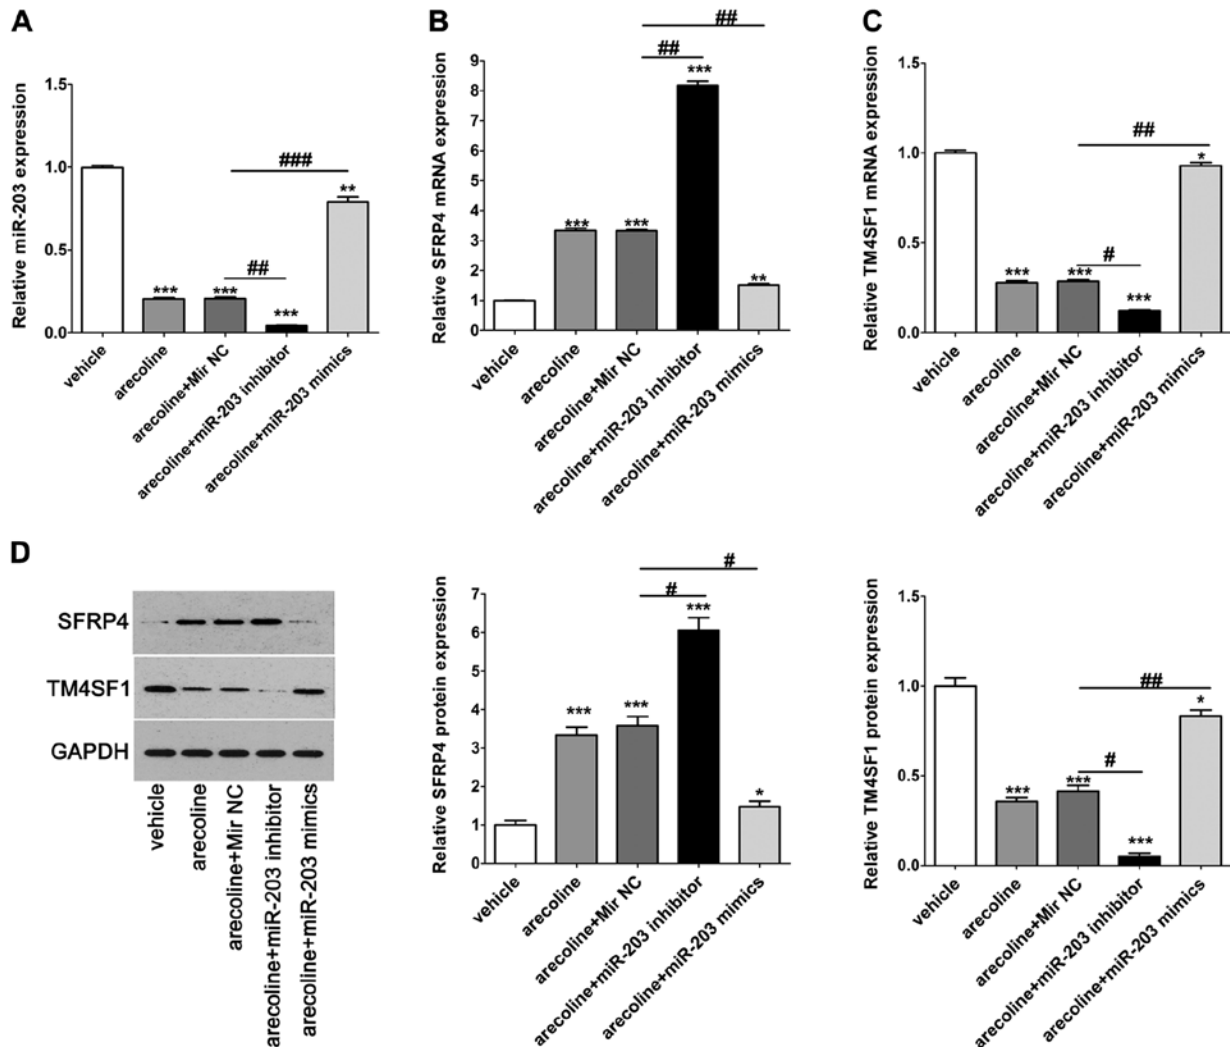 A
Relative miR-203 expression
1.5
1.0
0.5
0.0
***
***
##
***
###
**
vehicle
arecoline
arecoline+Mir NC
arecoline+miR-203 inhibitor
arecoline+miR-203 mimics
B
Relative SFRP4 mRNA expression
9
8
7
6
5
4
3
2
1
0
##
##
***
***
***
**
vehicle
arecoline
arecoline+Mir NC
arecoline+miR-203 inhibitor
arecoline+miR-203 mimics
C
Relative TM4SF1 mRNA expression
1.5
1.0
0.5
0.0
##
*
***
***
#
***
vehicle
arecoline
arecoline+Mir NC
arecoline+miR-203 inhibitor
arecoline+miR-203 mimics
D
SFRP4
TM4SF1
GAPDH
vehicle
arecoline
arecoline+Mir NC
arecoline+miR-203 inhibitor
arecoline+miR-203 mimics
Relative SFRP4 protein expression
7
6
5
4
3
2
1
0
#
#
***
***
***
*
vehicle
arecoline
arecoline+Mir NC
arecoline+miR-203 inhibitor
arecoline+miR-203 mimics
Relative TM4SF1 protein expression
1.5
1.0
0.5
0.0
##
*
***
***
#
***
vehicle
arecoline
arecoline+Mir NC
arecoline+miR-203 inhibitor
arecoline+miR-203 mimics